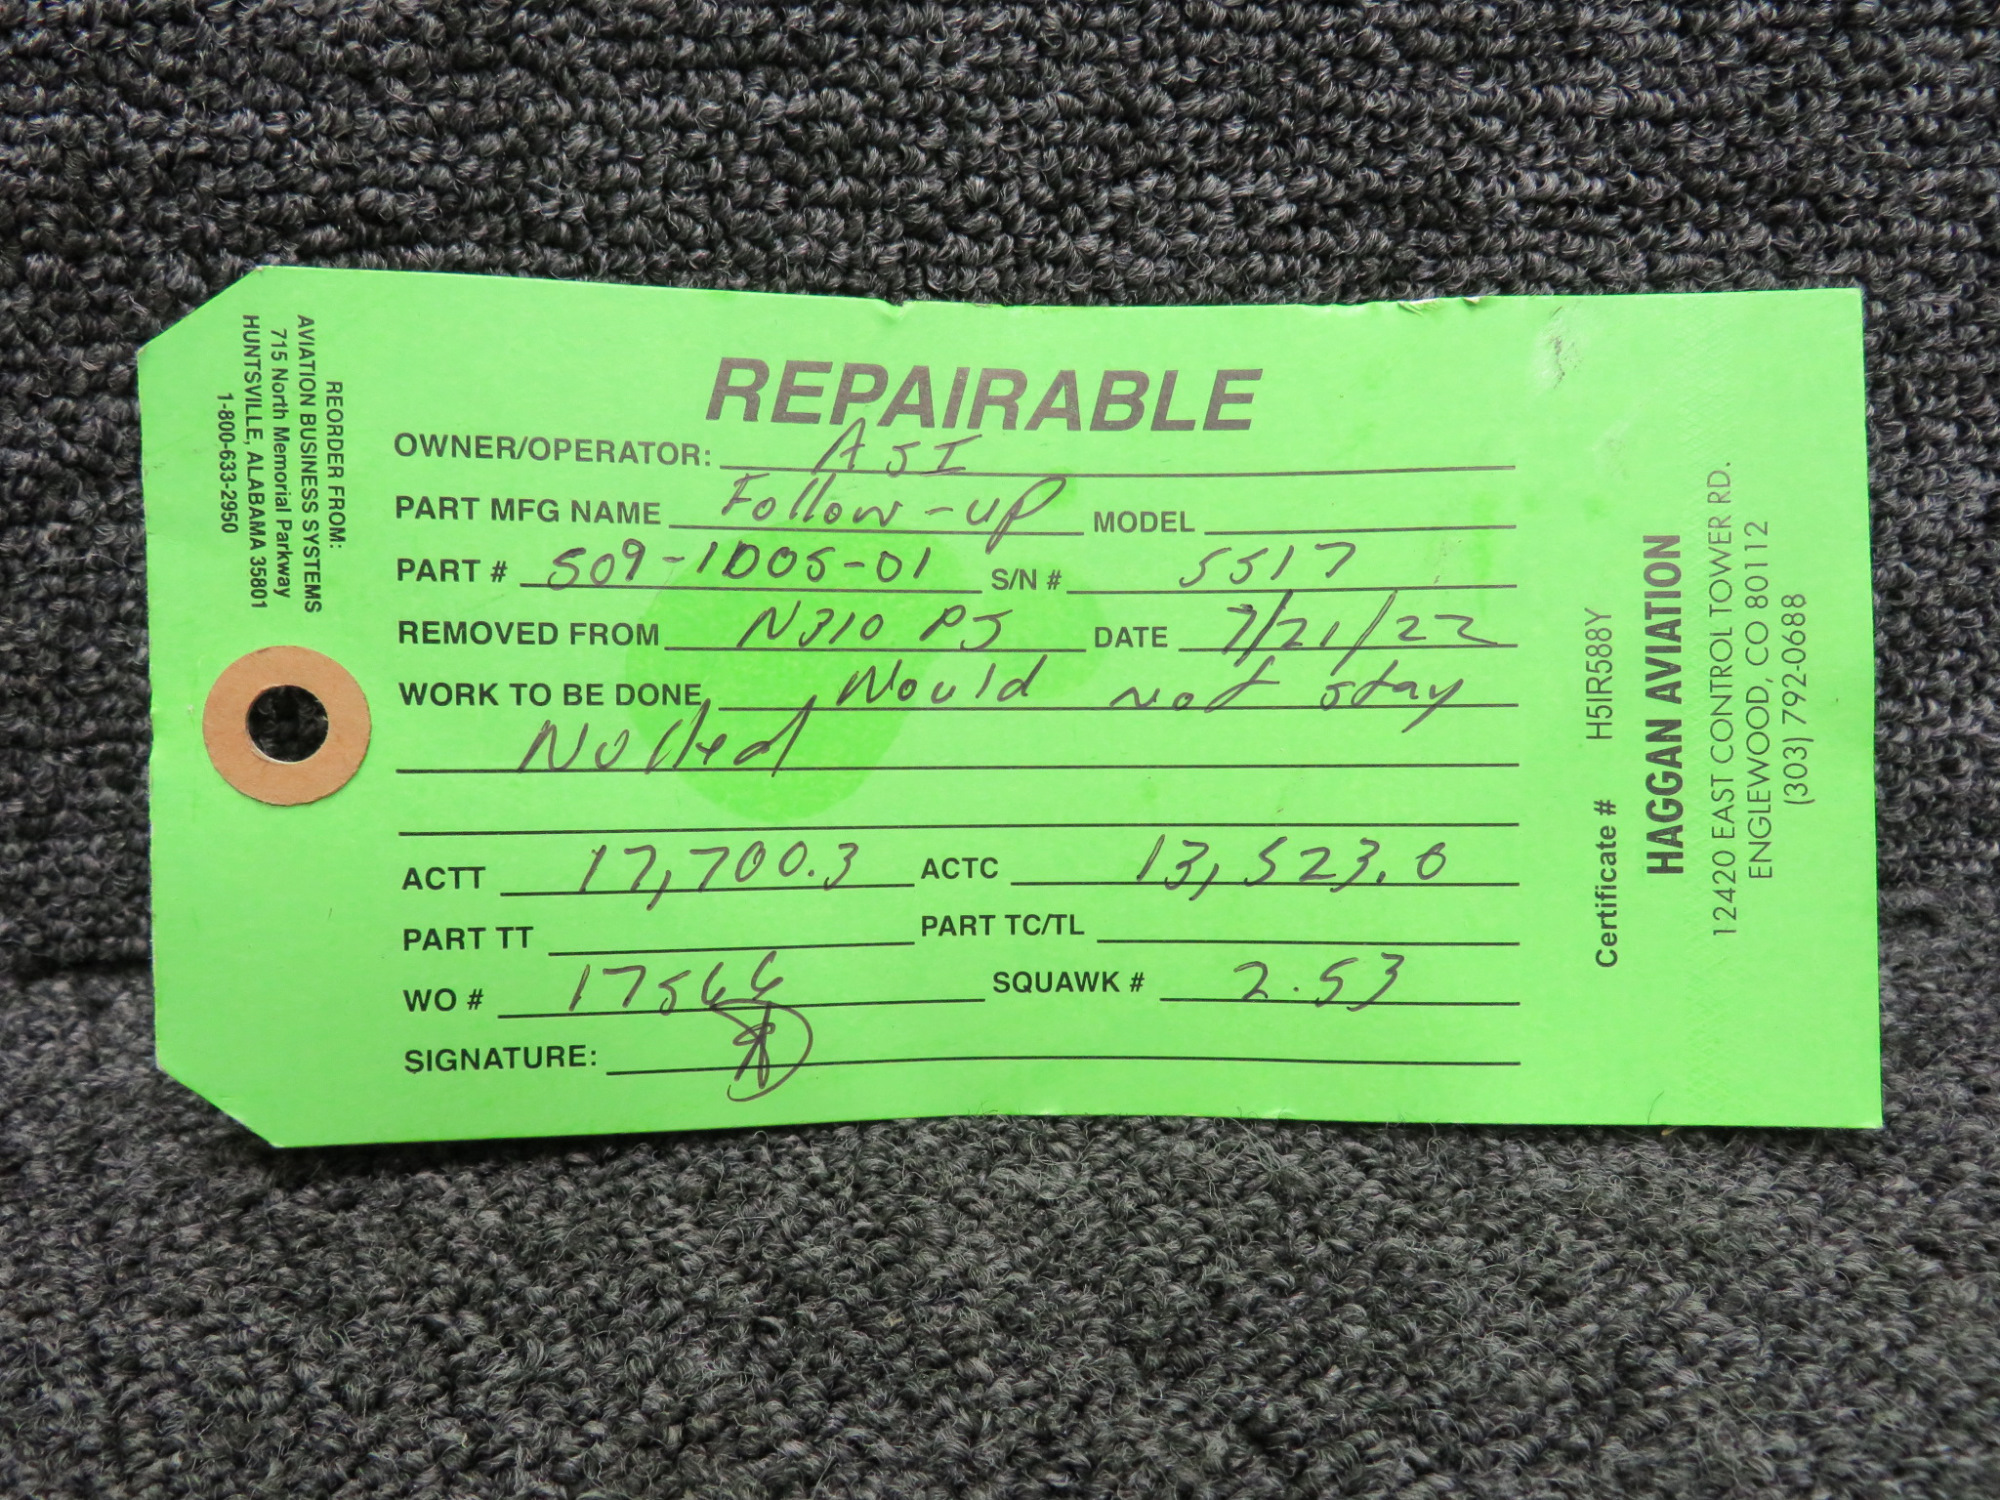 REORDER FROM:
AVIATION BUSINESS SYSTEMS
715 North Memorial Parkway
HUNTSVILLE, ALABAMA 35801
1-800-633-2950
REPAIRABLE
OWNER/OPERATOR: ASI
PART MFG NAME Follow-up MODEL
PART # 509-1D05-01 S/N # 5517
REMOVED FROM N310 PJ DATE 7/21/22
WORK TO BE DONE Would not stay
Nulled
ACTT 17,700.3 ACTC 13,523.0
PART TT PART TC/TL
WO # 17566 SQUAWK # 2.53
SIGNATURE:
Certificate # H5IR588Y
HAGGAN AVIATION
12420 EAST CONTROL TOWER RD.
ENGLEWOOD, CO 80112
(303) 792-0688